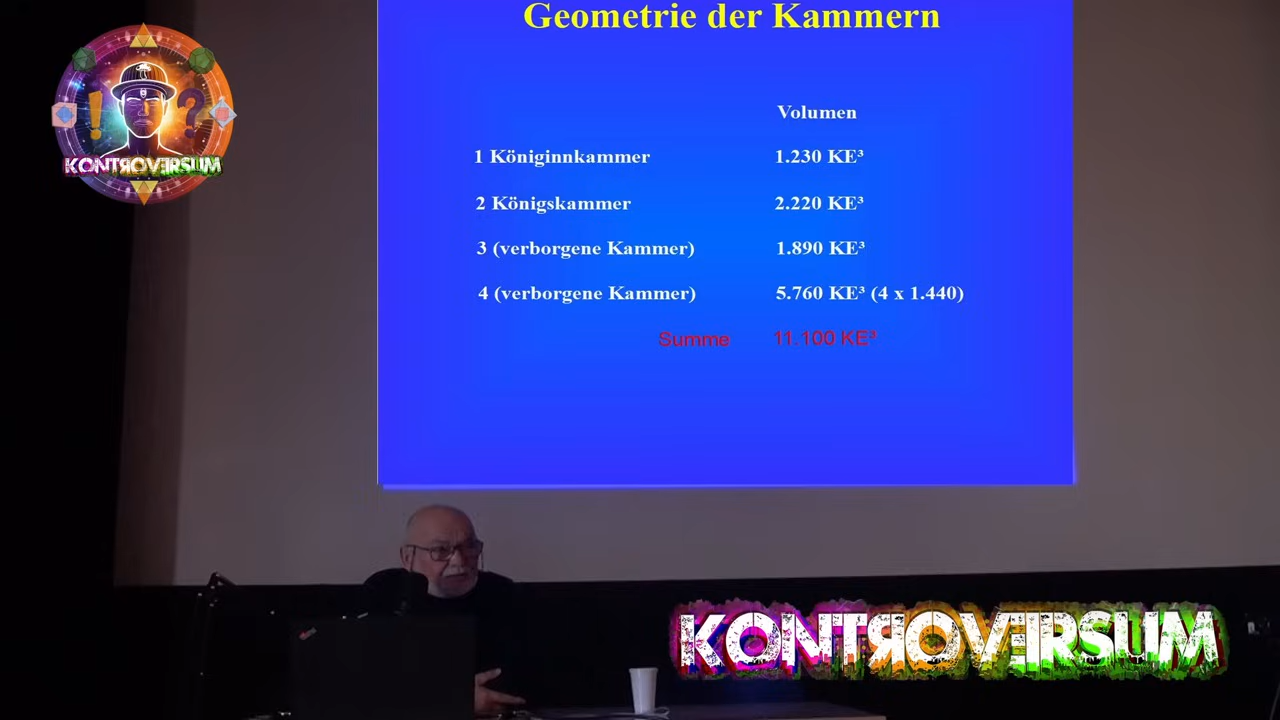 Geometrie der Kammern
Volumen
1 Königinnkammer 1.230 KE³
2 Königskammer 2.220 KE³
3 (verborgene Kammer) 1.890 KE³
4 (verborgene Kammer) 5.760 KE³ (4 x 1.440)
Summe 11.100 KE³
! ?
KONTROVERSUM
KONTROVERSUM